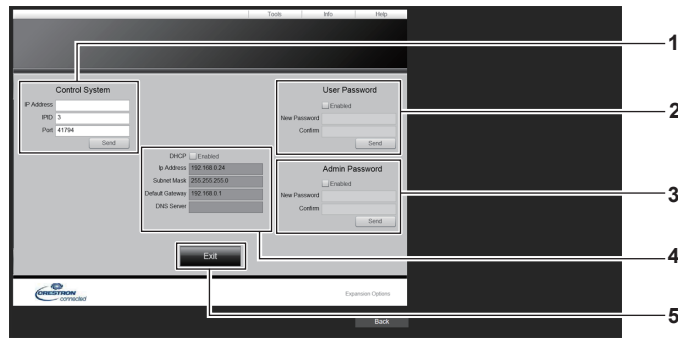 Tools Info Help
1
Control System
IP Address
IPID 3
Port 41794
Send
User Password
Enabled
New Password
Confirm
Send
2
DHCP Enabled
Ip Address 192.168.0.24
Subnet Mask 255.255.255.0
Default Gateway 192.168.0.1
DNS Server
Admin Password
Enabled
New Password
Confirm
Send
3
4
Exit
CRESTRON
connected
Expansion Options
5
Back